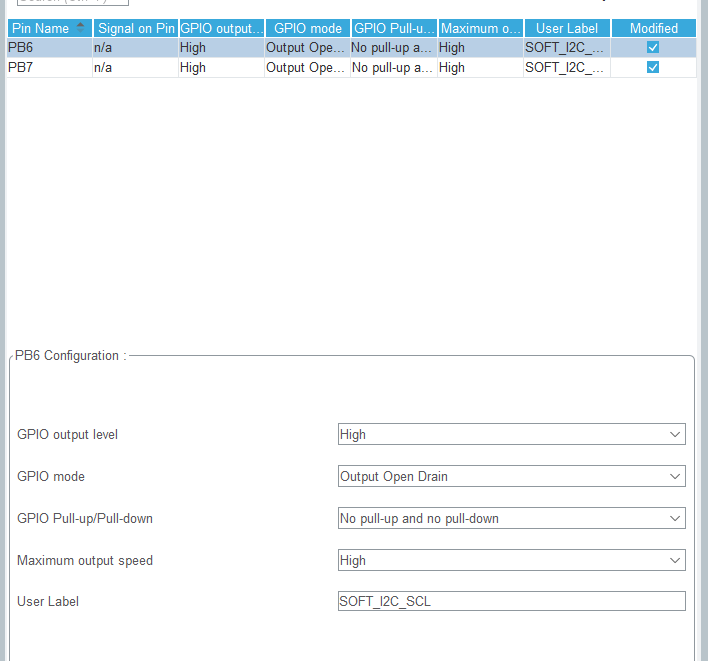 Pin Name Signal on Pin GPIO output... GPIO mode GPIO Pull-u... Maximum o... User Label Modified
PB6 n/a High Output Ope... No pull-up a... High SOFT_I2C_...
PB7 n/a High Output Ope... No pull-up a... High SOFT_I2C_...
PB6 Configuration :
GPIO output level High
GPIO mode Output Open Drain
GPIO Pull-up/Pull-down No pull-up and no pull-down
Maximum output speed High
User Label SOFT_I2C_SCL